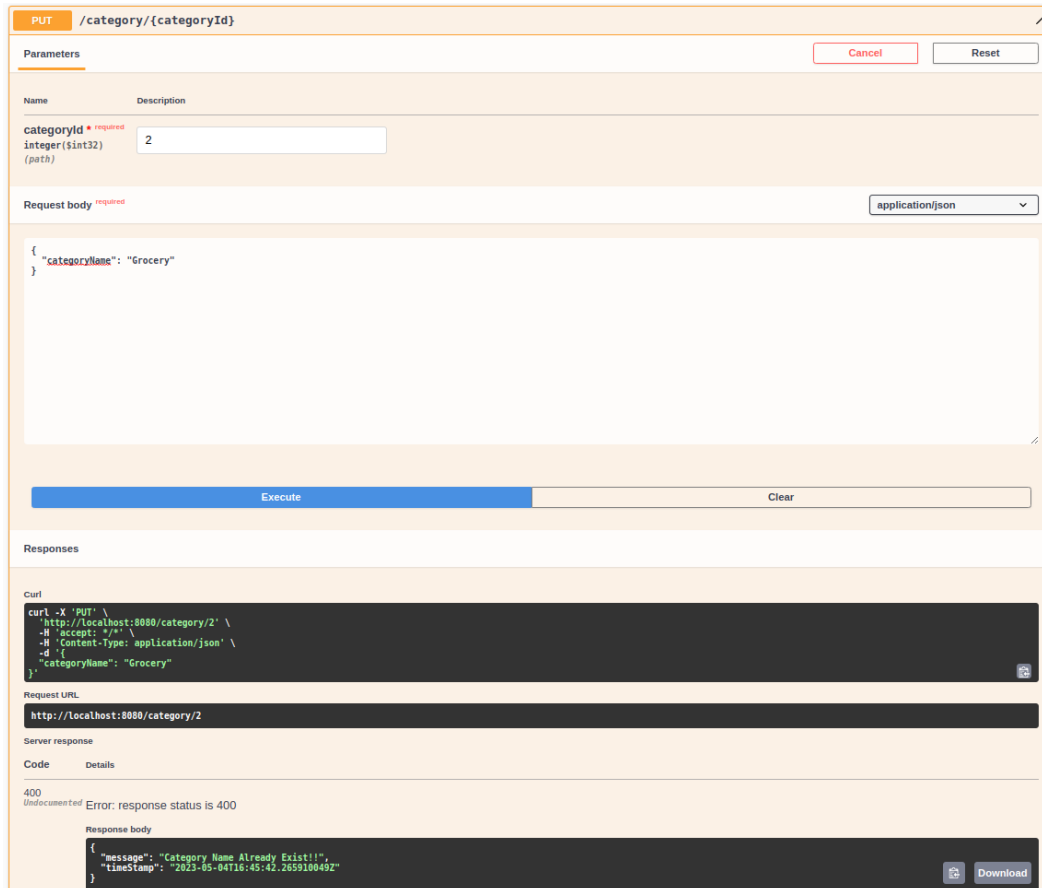 PUT /category/{categoryId}
Parameters
Cancel
Reset
Name Description
categoryId * required
integer($int32)
(path)
2
Request body required
application/json
{
  "categoryName": "Grocery"
}
Execute
Clear
Responses
Curl
curl -X 'PUT' \
  'http://localhost:8080/category/2' \
  -H 'accept: */*' \
  -H 'Content-Type: application/json' \
  -d '{
  "categoryName": "Grocery"
}'
Request URL
http://localhost:8080/category/2
Server response
Code Details
400
Undocumented
Error: response status is 400
Response body
{
  "message": "Category Name Already Exist!!",
  "timeStamp": "2023-05-04T16:45:42.265910049Z"
}
Download